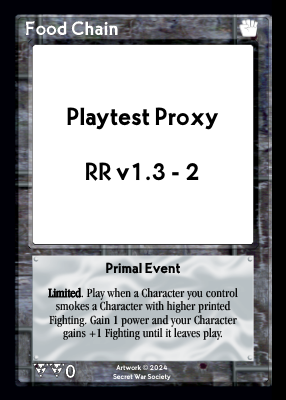 Food Chain
Playtest Proxy
RR v1.3 - 2
Primal Event
Limited. Play when a Character you control
smokes a Character with higher printed
Fighting. Gain 1 power and your Character
gains +1 Fighting until it leaves play.
0
Artwork © 2024
Secret War Society